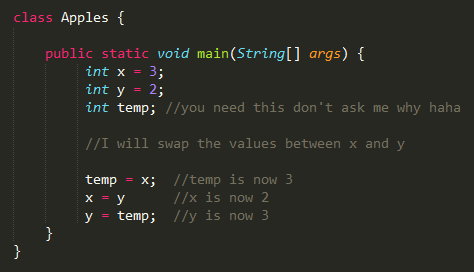 class Apples {
public static void main(String[] args) {
int x = 3;
int y = 2;
int temp; //you need this don't ask me why haha
//I will swap the values between x and y
temp = x;  //temp is now 3
x = y      //x is now 2
y = temp;  //y is now 3
}
}